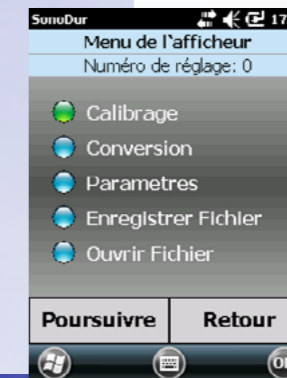 SonoDur 17
Menu de l'afficheur
Numéro de réglage: 0
Calibrage
Conversion
Parametres
Enregistrer Fichier
Ouvrir Fichier
Poursuivre Retour